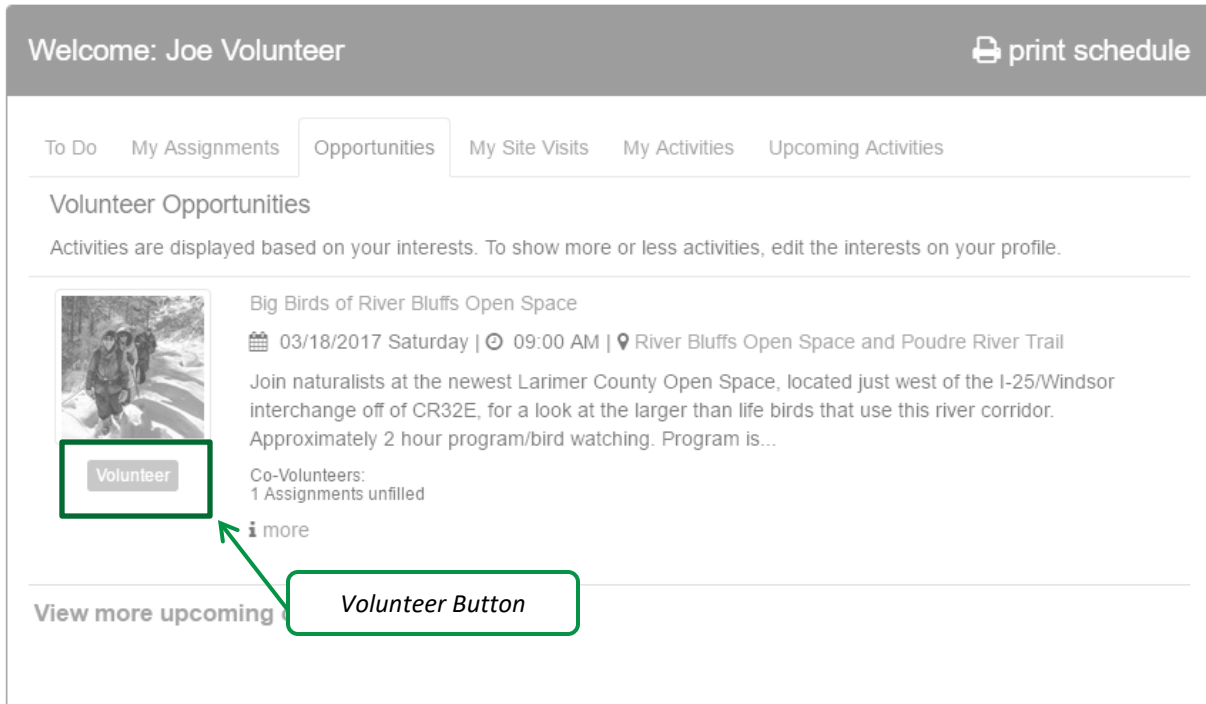 Welcome: Joe Volunteer
print schedule
To Do My Assignments Opportunities My Site Visits My Activities Upcoming Activities
Volunteer Opportunities
Activities are displayed based on your interests. To show more or less activities, edit the interests on your profile.
Big Birds of River Bluffs Open Space
03/18/2017 Saturday | 09:00 AM | River Bluffs Open Space and Poudre River Trail
Join naturalists at the newest Larimer County Open Space, located just west of the I-25/Windsor
interchange off of CR32E, for a look at the larger than life birds that use this river corridor.
Approximately 2 hour program/bird watching. Program is...
Volunteer
Co-Volunteers:
1 Assignments unfilled
more
Volunteer Button
View more upcoming